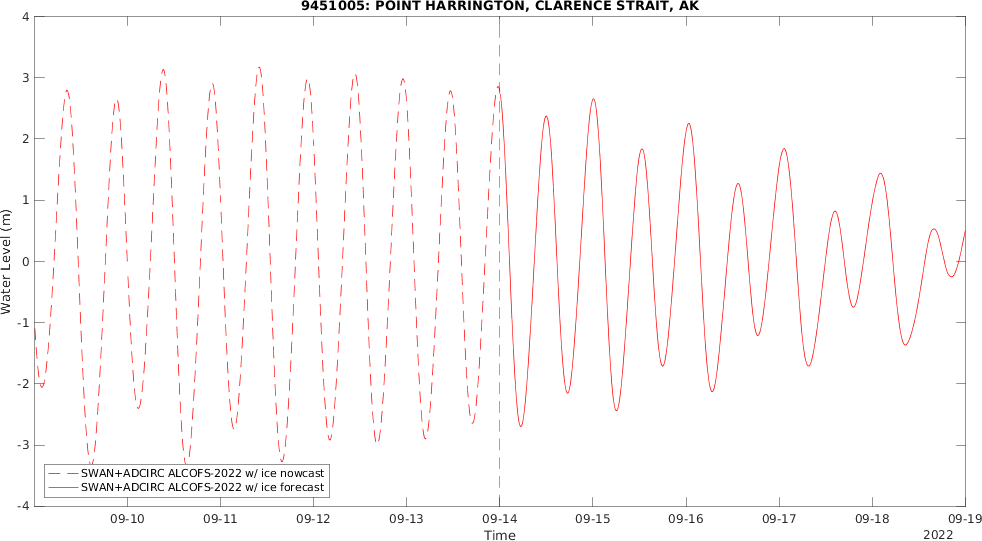 9451005: POINT HARRINGTON, CLARENCE STRAIT, AK
4
3
2
1
0
-1
-2
-3
-4
Water Level (m)
SWAN+ADCIRC ALCOFS-2022 w/ ice nowcast
SWAN+ADCIRC ALCOFS-2022 w/ ice forecast
09-10 09-11 09-12 09-13 09-14 09-15 09-16 09-17 09-18 09-19
Time
2022